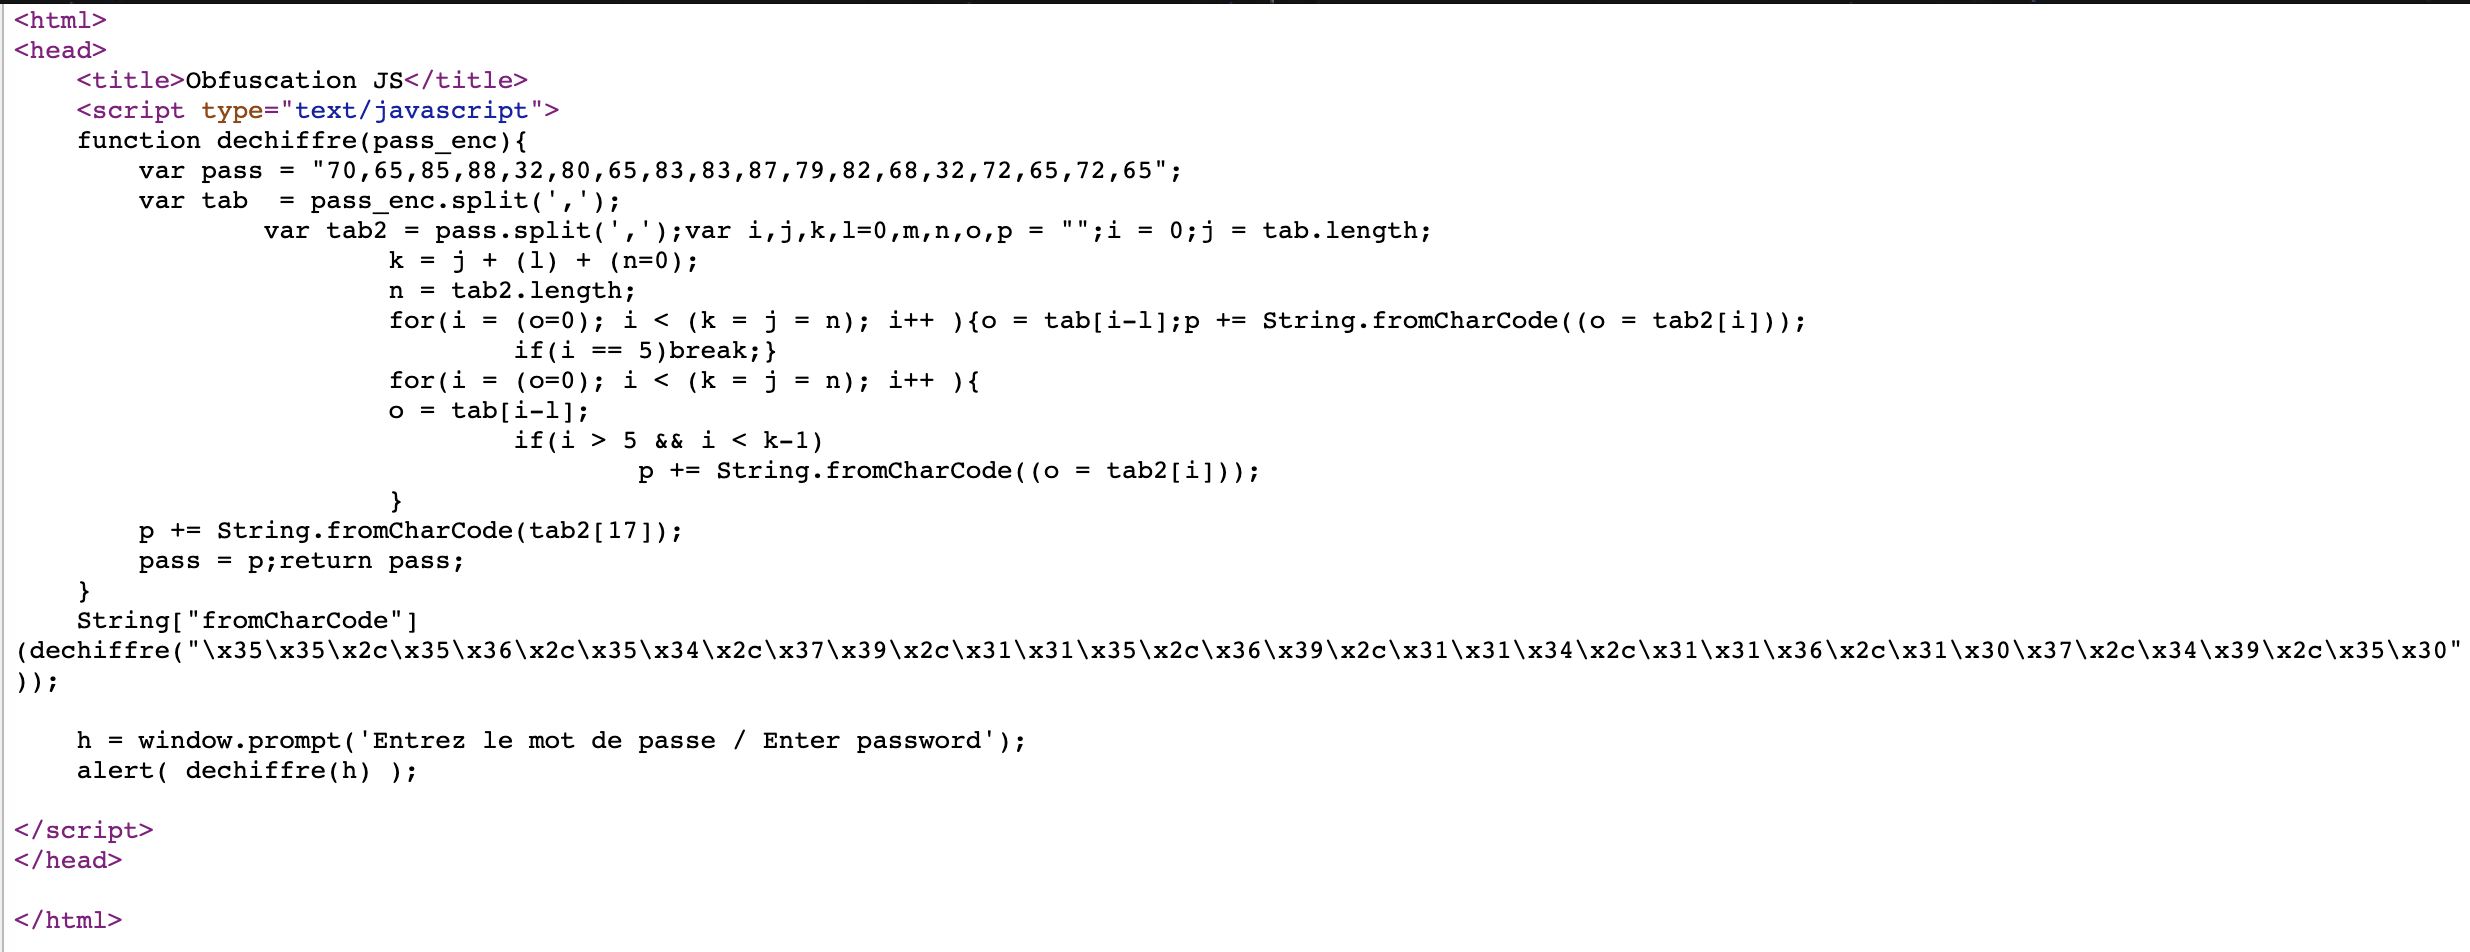 <html>
<head>
    <title>Obfuscation JS</title>
    <script type="text/javascript">
    function dechiffre(pass_enc){
        var pass = "70,65,85,88,32,80,65,83,83,87,79,82,68,32,72,65,72,65";
        var tab  = pass_enc.split(',');
                var tab2 = pass.split(',');var i,j,k,l=0,m,n,o,p = "";i = 0;j = tab.length;
                        k = j + (l) + (n=0);
                        n = tab2.length;
                        for(i = (o=0); i < (k = j = n); i++ ){o = tab[i-l];p += String.fromCharCode((o = tab2[i]));
                                if(i == 5)break;}
                        for(i = (o=0); i < (k = j = n); i++ ){
                        o = tab[i-l];
                                if(i > 5 && i < k-1)
                                        p += String.fromCharCode((o = tab2[i]));
                        }
        p += String.fromCharCode(tab2[17]);
        pass = p;return pass;
    }
    String["fromCharCode"]
(dechiffre("\x35\x35\x2c\x35\x36\x2c\x35\x34\x2c\x37\x39\x2c\x31\x31\x35\x2c\x36\x39\x2c\x31\x31\x34\x2c\x31\x31\x36\x2c\x31\x30\x37\x2c\x34\x39\x2c\x35\x30"
));
    h = window.prompt('Entrez le mot de passe / Enter password');
    alert( dechiffre(h) );
</script>
</head>
</html>